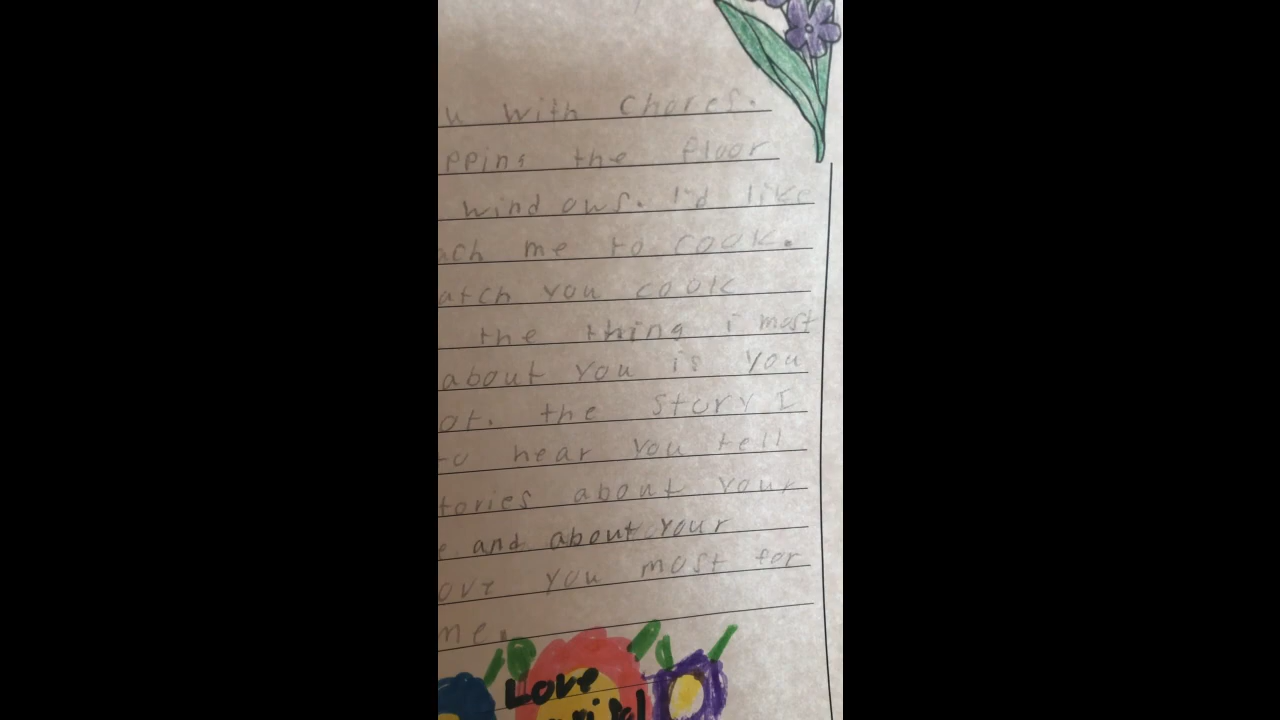 u with chores.
pping the floor
windows. I'd like
ach me to cook.
atch you cook
the thing i most
about you is you
ot. the story I
to hear you tell
tories about your
e and about your
ove you most for
me.
Love